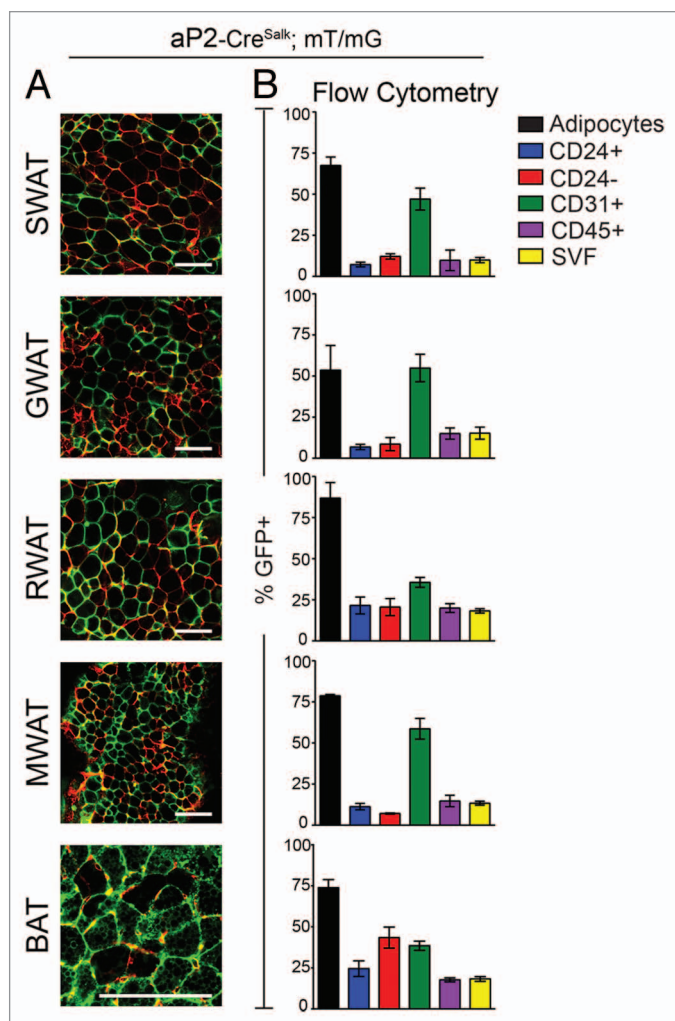 aP2-Cre^Salk; mT/mG
A
B
Flow Cytometry
Adipocytes
CD24+
CD24-
CD31+
CD45+
SVF
SWAT
75
50
25
0
GWAT
100
75
50
25
0
RWAT
100
75
50
25
0
% GFP+
MWAT
100
75
50
25
0
BAT
100
75
50
25
0